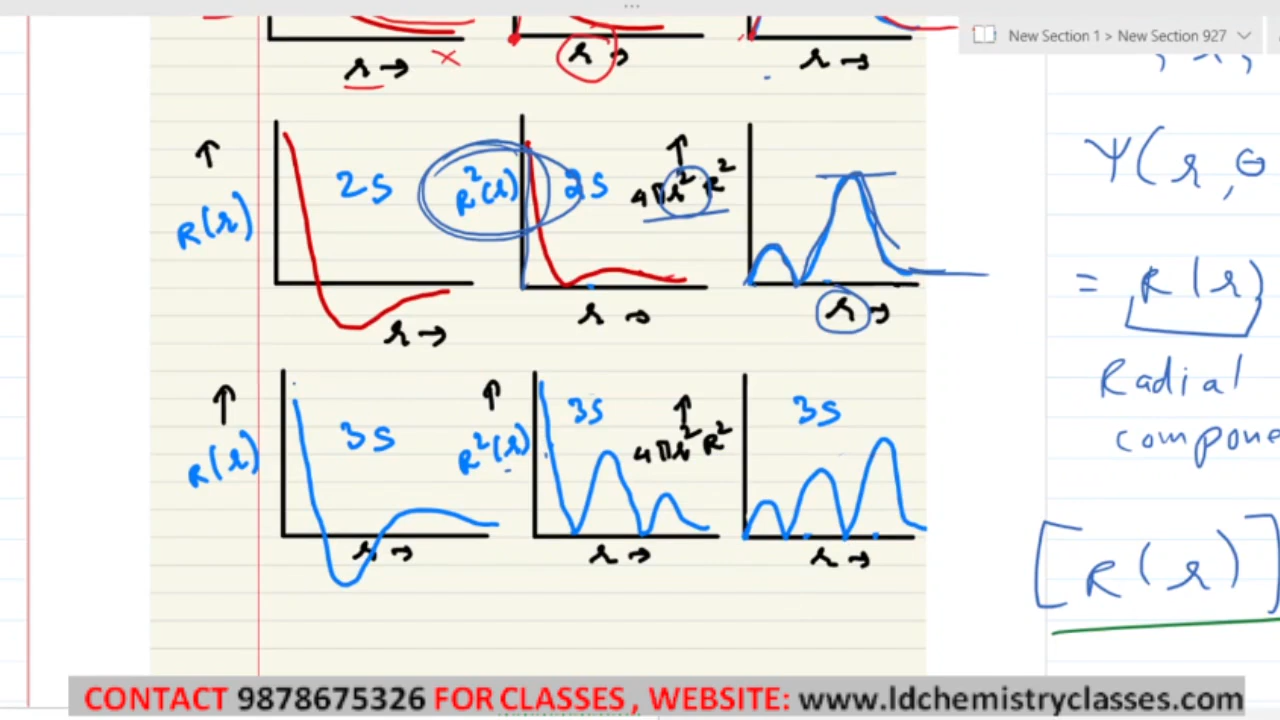 New Section 1 > New Section 927
r → r → r →
Ψ(r, θ
R(r) 2S R²(r) 2S 4πr²R²
r → r → r →
= R(r)
Radial
compone
R(r) 3S R²(r) 3S 4πr²R² 3S
r → r → r →
[R(r)]
CONTACT 9878675326 FOR CLASSES , WEBSITE: www.ldchemistryclasses.com